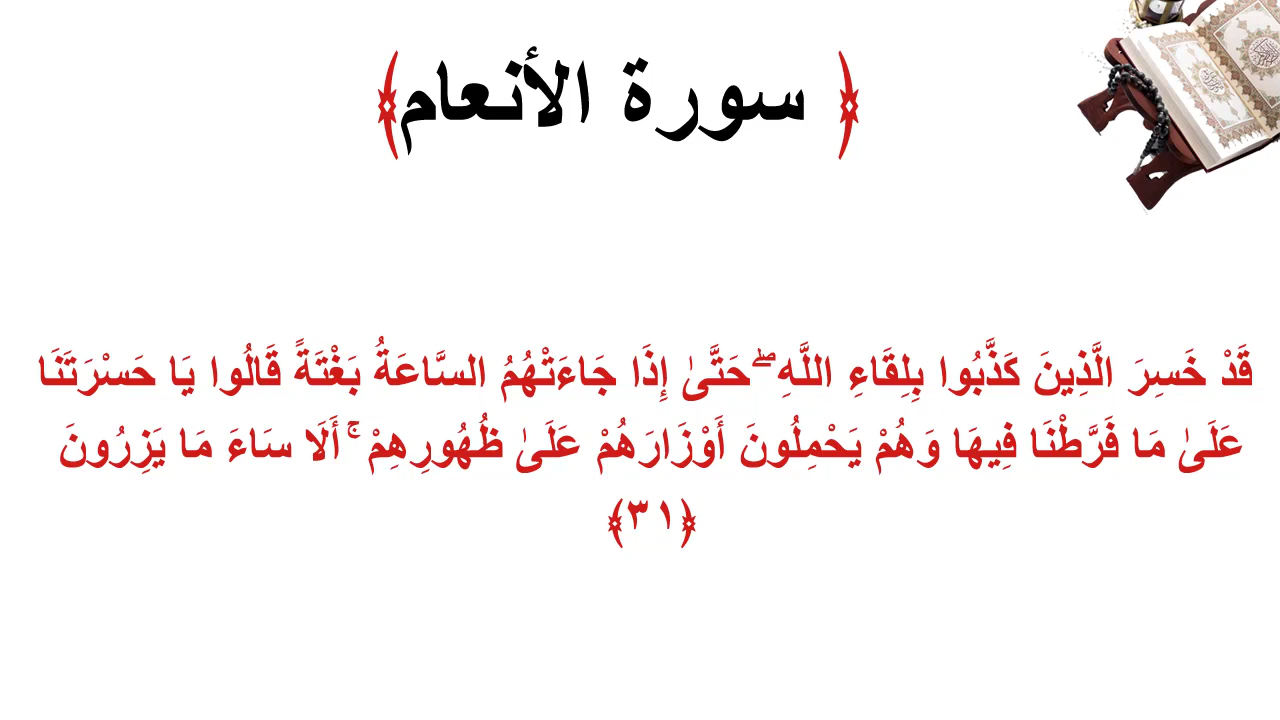 ﴿ سورة الأنعام﴾
قَدْ خَسِرَ الَّذِينَ كَذَّبُوا بِلِقَاءِ اللَّهِ ۖ حَتَّىٰ إِذَا جَاءَتْهُمُ السَّاعَةُ بَغْتَةً قَالُوا يَا حَسْرَتَنَا
عَلَىٰ مَا فَرَّطْنَا فِيهَا وَهُمْ يَحْمِلُونَ أَوْزَارَهُمْ عَلَىٰ ظُهُورِهِمْ ۚ أَلَا سَاءَ مَا يَزِرُونَ
﴿٣١﴾